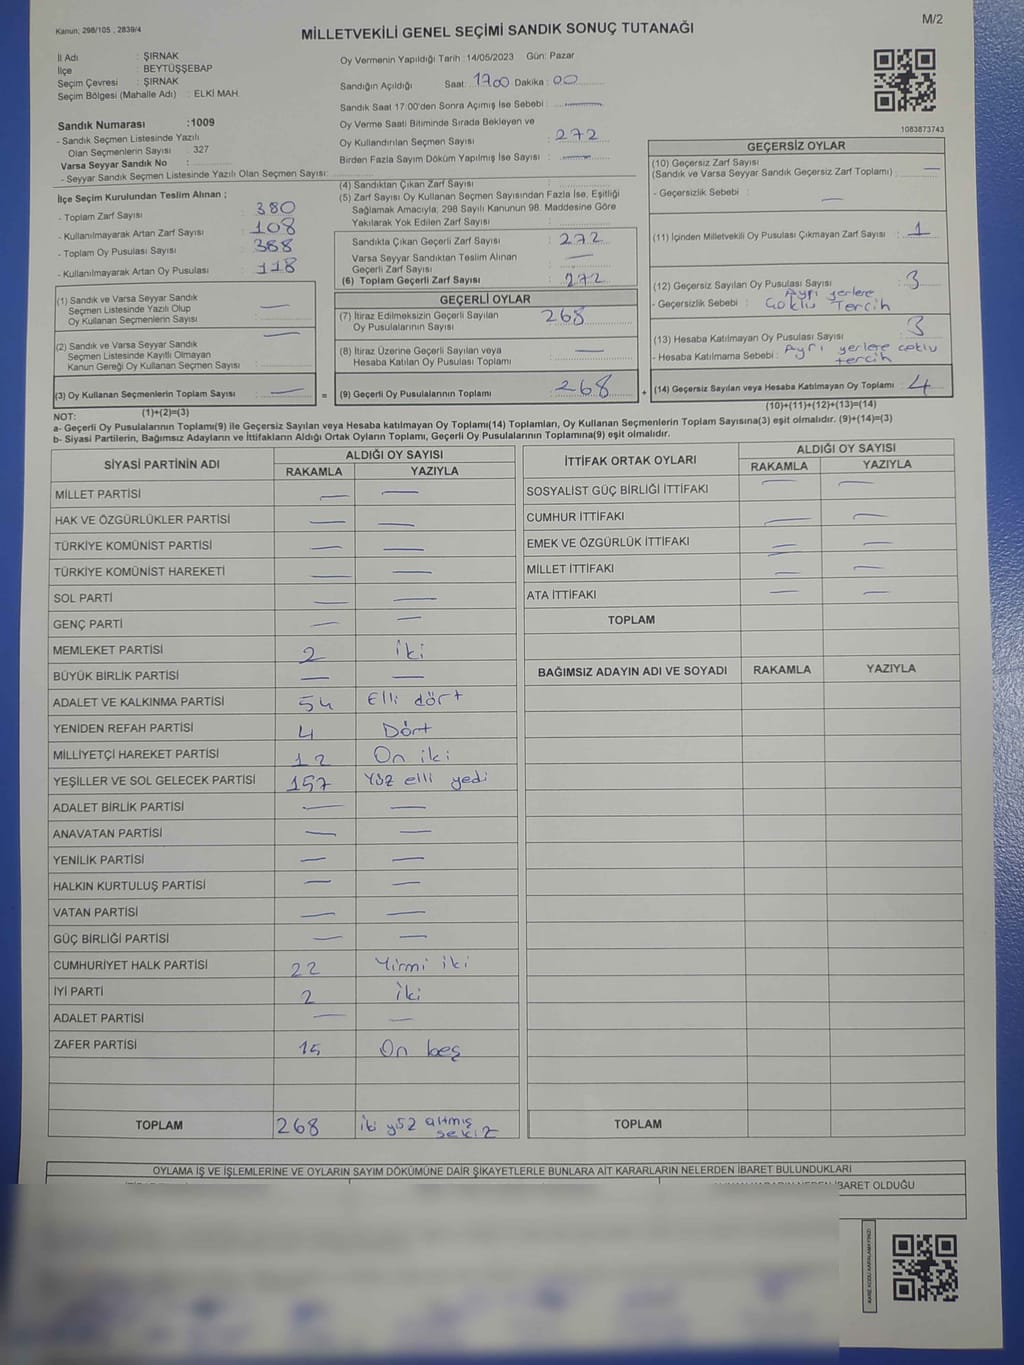 Kanun: 298/105 , 2839/4
MİLLETVEKİLİ GENEL SEÇİMİ SANDIK SONUÇ TUTANAĞI
M/2
İl Adı : ŞIRNAK
İlçe : BEYTÜŞŞEBAP
Seçim Çevresi : ŞIRNAK
Seçim Bölgesi (Mahalle Adı) : ELKİ MAH.
Sandık Numarası :1009
- Sandık Seçmen Listesinde Yazılı
Olan Seçmenlerin Sayısı : 327
Varsa Seyyar Sandık No :
- Seyyar Sandık Seçmen Listesinde Yazılı Olan Seçmen Sayısı:
Oy Vermenin Yapıldığı Tarih :14/05/2023 Gün: Pazar
Sandığın Açıldığı Saat: 1700 Dakika : 00
Sandık Saat 17:00'den Sonra Açımış İse Sebebi : —
Oy Verme Saati Bitiminde Sırada Bekleyen ve
Oy Kullandırılan Seçmen Sayısı : 272
Birden Fazla Sayım Döküm Yapılmış İse Sayısı : —
1083873743
İlçe Seçim Kurulundan Teslim Alınan ;
- Toplam Zarf Sayısı 380
- Kullanılmayarak Artan Zarf Sayısı : 108
- Toplam Oy Pusulası Sayısı : 388
- Kullanılmayarak Artan Oy Pusulası : 118
(1) Sandık ve Varsa Seyyar Sandık
Seçmen Listesinde Yazılı Olup
Oy Kullanan Seçmenlerin Sayısı : —
(2) Sandık ve Varsa Seyyar Sandık
Seçmen Listesinde Kayıtlı Olmayan
Kanun Gereği Oy Kullanan Seçmen Sayısı : —
(3) Oy Kullanan Seçmenlerin Toplam Sayısı : —
(1)+(2)=(3)
(4) Sandıktan Çıkan Zarf Sayısı :
(5) Zarf Sayısı Oy Kullanan Seçmen Sayısından Fazla İse, Eşitliği
Sağlamak Amacıyla; 298 Sayılı Kanunun 98. Maddesine Göre
Yakılarak Yok Edilen Zarf Sayısı :
Sandıkta Çıkan Geçerli Zarf Sayısı : 272
Varsa Seyyar Sandıktan Teslim Alınan
Geçerli Zarf Sayısı : —
(6) Toplam Geçerli Zarf Sayısı : 272
GEÇERLİ OYLAR
(7) İtiraz Edilmeksizin Geçerli Sayılan
Oy Pusulalarının Sayısı : 268
(8) İtiraz Üzerine Geçerli Sayılan veya
Hesaba Katılan Oy Pusulası Toplamı : —
= (9) Geçerli Oy Pusulalarının Toplamı : 268
GEÇERSİZ OYLAR
(10) Geçersiz Zarf Sayısı
(Sandık ve Varsa Seyyar Sandık Geçersiz Zarf Toplamı) : —
- Geçersizlik Sebebi : —
(11) İçinden Milletvekili Oy Pusulası Çıkmayan Zarf Sayısı : 1
(12) Geçersiz Sayılan Oy Pusulası Sayısı : 3
- Geçersizlik Sebebi : Ayrı yerlere
Çoklu Tercih
(13) Hesaba Katılmayan Oy Pusulası Sayısı : 3
- Hesaba Katılmama Sebebi : Ayrı yerlere çoklu
tercih
+ (14) Geçersiz Sayılan veya Hesaba Katılmayan Oy Toplamı : 4
(10)+(11)+(12)+(13)=(14)
NOT:
a- Geçerli Oy Pusulalarının Toplamı(9) ile Geçersiz Sayılan veya Hesaba katılmayan Oy Toplamı(14) Toplamları, Oy Kullanan Seçmenlerin Toplam Sayısına(3) eşit olmalıdır. (9)+(14)=(3)
b- Siyasi Partilerin, Bağımsız Adayların ve İttifakların Aldığı Ortak Oyların Toplamı, Geçerli Oy Pusulalarının Toplamına(9) eşit olmalıdır.
SİYASİ PARTİNİN ADI ALDIĞI OY SAYISI
RAKAMLA YAZIYLA
MİLLET PARTİSİ — —
HAK VE ÖZGÜRLÜKLER PARTİSİ — —
TÜRKİYE KOMÜNİST PARTİSİ — —
TÜRKİYE KOMÜNİST HAREKETİ — —
SOL PARTİ — —
GENÇ PARTİ — —
MEMLEKET PARTİSİ 2 iki
BÜYÜK BİRLİK PARTİSİ — —
ADALET VE KALKINMA PARTİSİ 54 Elli dört
YENİDEN REFAH PARTİSİ 4 Dört
MİLLİYETÇİ HAREKET PARTİSİ 12 On iki
YEŞİLLER VE SOL GELECEK PARTİSİ 157 Yüz elli yedi
ADALET BİRLİK PARTİSİ — —
ANAVATAN PARTİSİ — —
YENİLİK PARTİSİ — —
HALKIN KURTULUŞ PARTİSİ — —
VATAN PARTİSİ — —
GÜÇ BİRLİĞİ PARTİSİ — —
CUMHURİYET HALK PARTİSİ 22 Yirmi iki
İYİ PARTİ 2 iki
ADALET PARTİSİ — —
ZAFER PARTİSİ 15 On beş
TOPLAM 268 iki yüz altmış
sekiz
İTTİFAK ORTAK OYLARI ALDIĞI OY SAYISI
RAKAMLA YAZIYLA
SOSYALİST GÜÇ BİRLİĞİ İTTİFAKI — —
CUMHUR İTTİFAKI — —
EMEK VE ÖZGÜRLÜK İTTİFAKI — —
MİLLET İTTİFAKI — —
ATA İTTİFAKI — —
TOPLAM
BAĞIMSIZ ADAYIN ADI VE SOYADI RAKAMLA YAZIYLA
TOPLAM
OYLAMA İŞ VE İŞLEMLERİNE VE OYLARIN SAYIM DÖKÜMÜNE DAİR ŞİKAYETLERLE BUNLARA AİT KARARLARIN NELERDEN İBARET BULUNDUKLARI
İBARET OLDUĞU